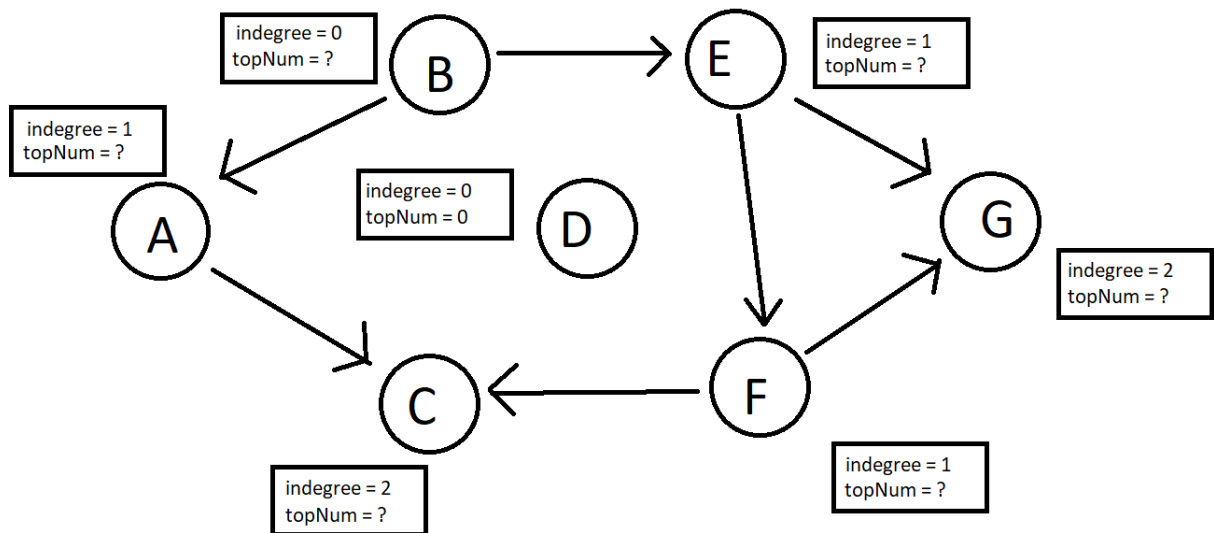 indegree = 0
topNum = ?
B
E
indegree = 1
topNum = ?
indegree = 1
topNum = ?
A
indegree = 0
topNum = 0
D
G
indegree = 2
topNum = ?
C
F
indegree = 2
topNum = ?
indegree = 1
topNum = ?